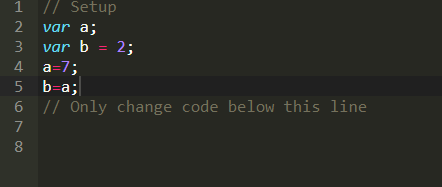 1 // Setup
2 var a;
3 var b = 2;
4 a=7;
5 b=a;
6 // Only change code below this line
7
8